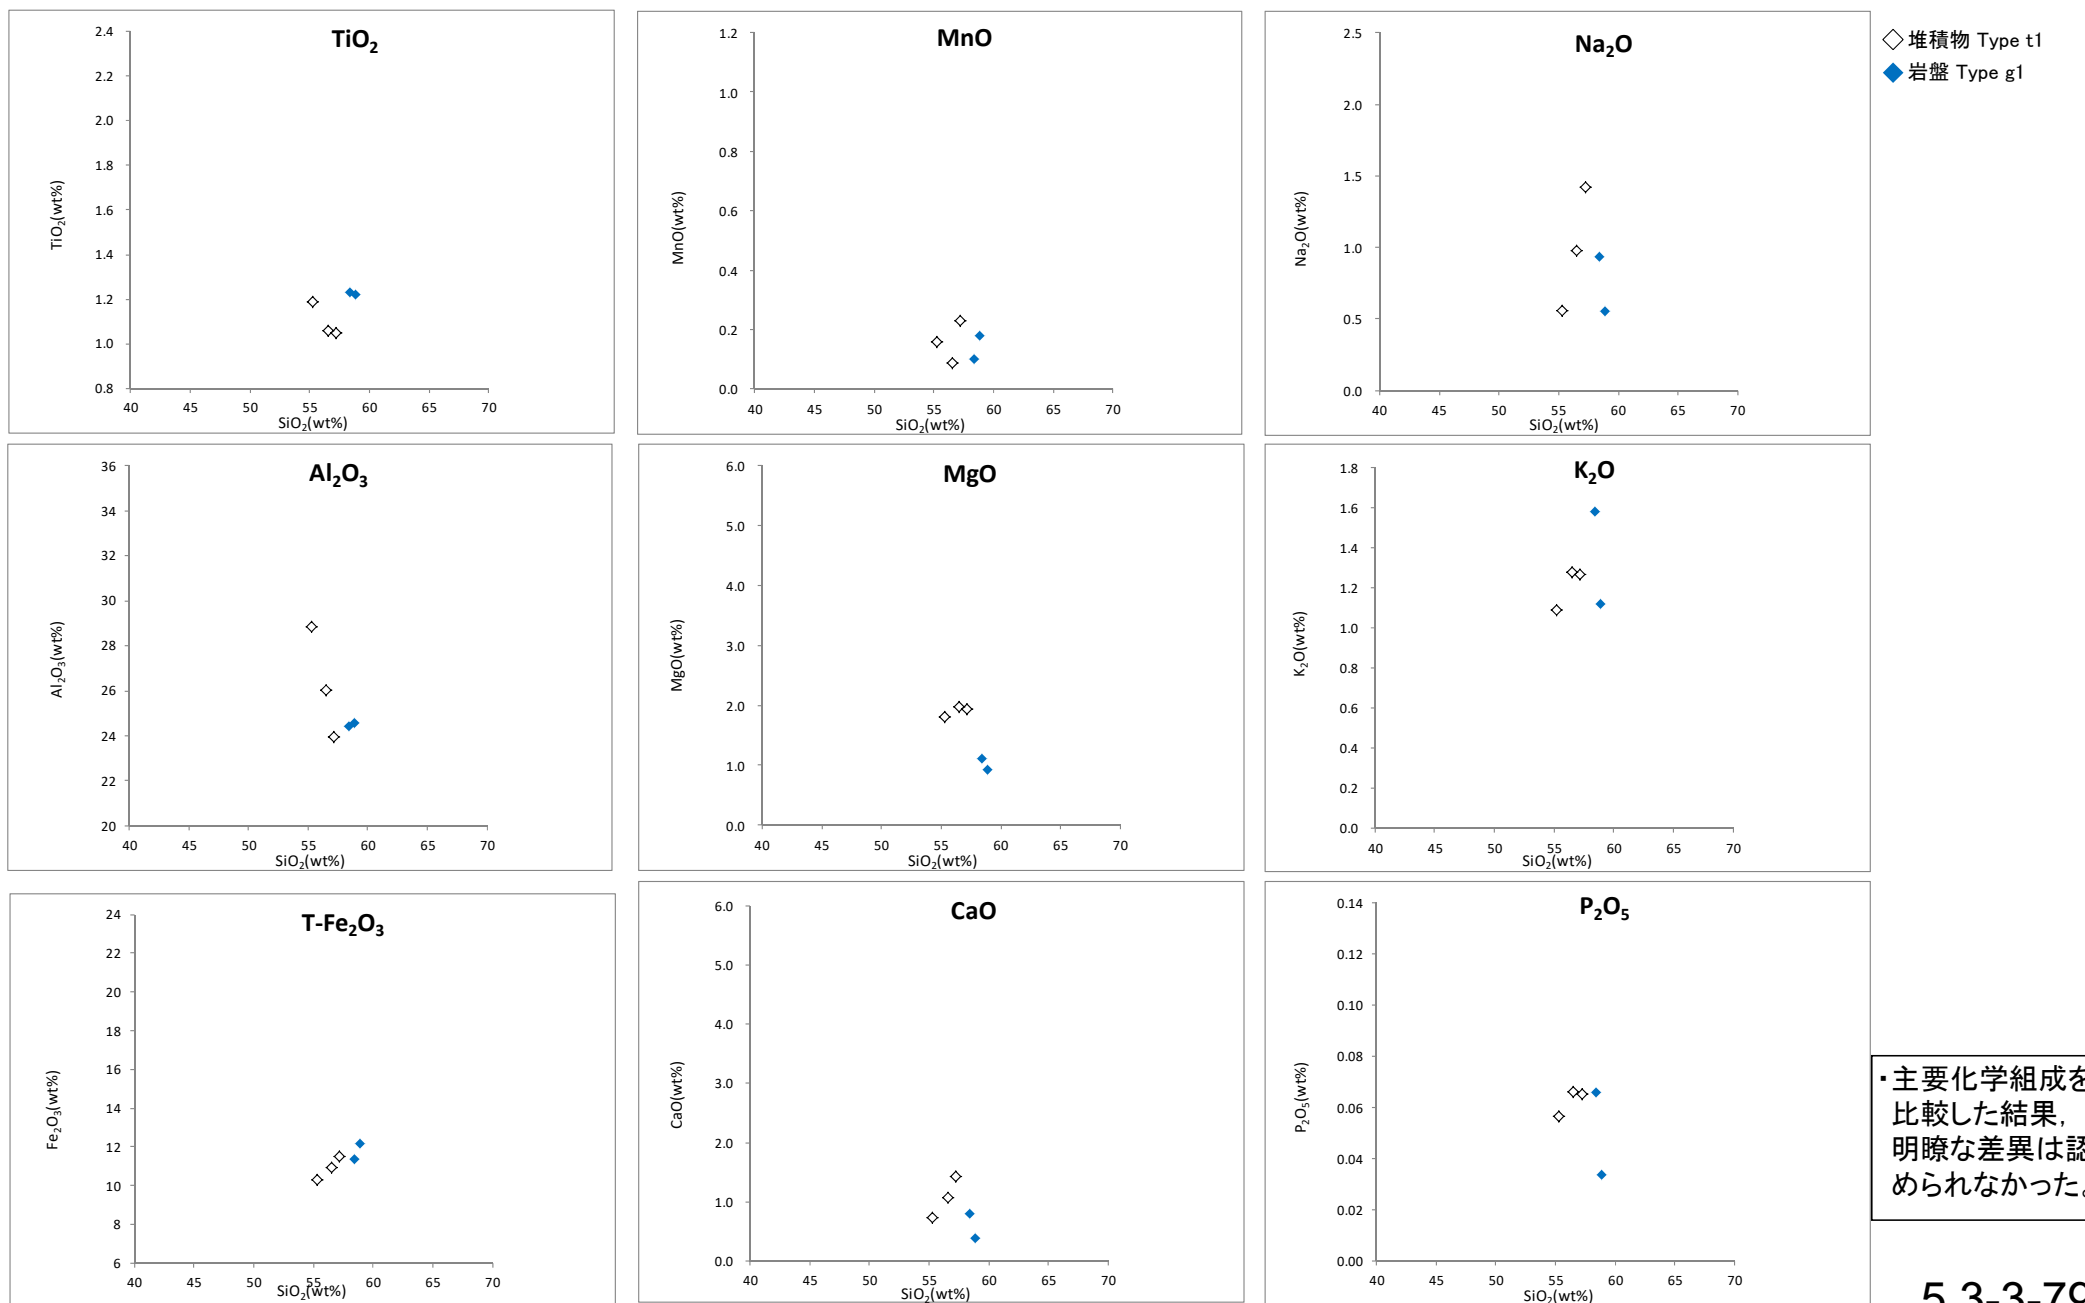 TiO2
2.4
2.2
2.0
1.8
1.6
1.4
1.2
1.0
0.8
TiO2(wt%)
40 45 50 55 60 65 70
SiO2(wt%)
MnO
1.2
1.0
0.8
0.6
0.4
0.2
0.0
MnO(wt%)
40 45 50 55 60 65 70
SiO2(wt%)
Na2O
2.5
2.0
1.5
1.0
0.5
0.0
Na2O(wt%)
40 45 50 55 60 65 70
SiO2(wt%)
堆積物 Type t1
岩盤 Type g1
Al2O3
36
34
32
30
28
26
24
22
20
Al2O3(wt%)
40 45 50 55 60 65 70
SiO2(wt%)
MgO
6.0
5.0
4.0
3.0
2.0
1.0
0.0
MgO(wt%)
40 45 50 55 60 65 70
SiO2(wt%)
K2O
1.8
1.6
1.4
1.2
1.0
0.8
0.6
0.4
0.2
0.0
K2O(wt%)
40 45 50 55 60 65 70
SiO2(wt%)
T-Fe2O3
24
22
20
18
16
14
12
10
8
6
Fe2O3(wt%)
40 45 50 55 60 65 70
SiO2(wt%)
CaO
6.0
5.0
4.0
3.0
2.0
1.0
0.0
CaO(wt%)
40 45 50 55 60 65 70
SiO2(wt%)
P2O5
0.14
0.12
0.10
0.08
0.06
0.04
0.02
0.00
P2O5(wt%)
40 45 50 55 60 65 70
SiO2(wt%)
・主要化学組成を
比較した結果,
明瞭な差異は認
められなかった。
5.3-3-79